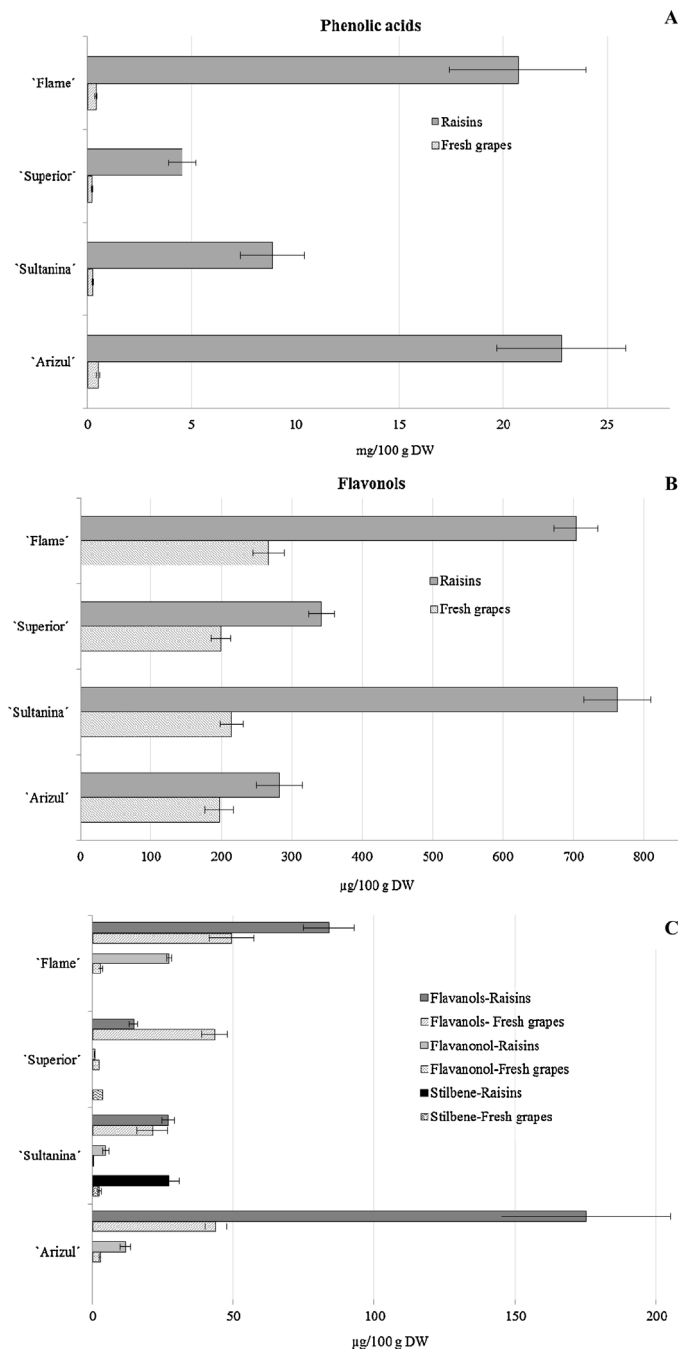 A
Phenolic acids
`Flame´
`Superior´
`Sultanina´
`Arizul´
Raisins
Fresh grapes
0 5 10 15 20 25
mg/100 g DW
Flavonols
B
`Flame´
`Superior´
`Sultanina´
`Arizul´
Raisins
Fresh grapes
0 100 200 300 400 500 600 700 800
µg/100 g DW
C
`Flame´
`Superior´
`Sultanina´
`Arizul´
Flavanols-Raisins
Flavanols- Fresh grapes
Flavanonol-Raisins
Flavanonol-Fresh grapes
Stilbene-Raisins
Stilbene-Fresh grapes
0 50 100 150 200
µg/100 g DW